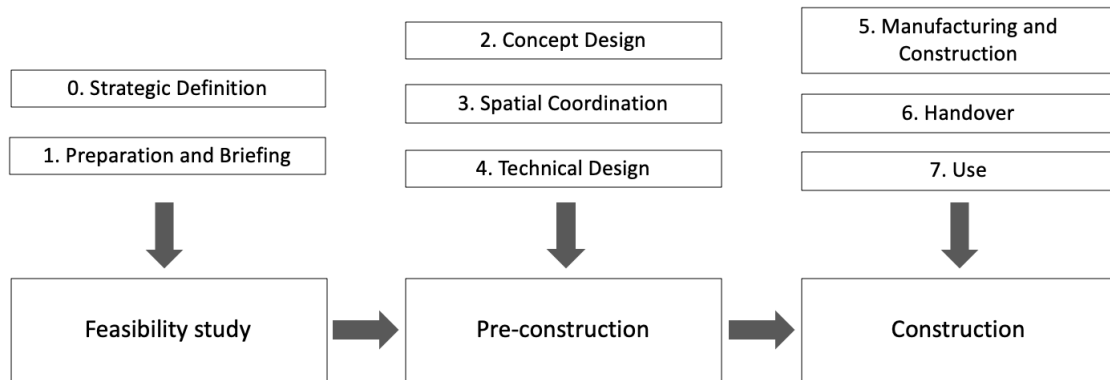 0. Strategic Definition
1. Preparation and Briefing
2. Concept Design
3. Spatial Coordination
4. Technical Design
5. Manufacturing and
Construction
6. Handover
7. Use
Feasibility study
Pre-construction
Construction